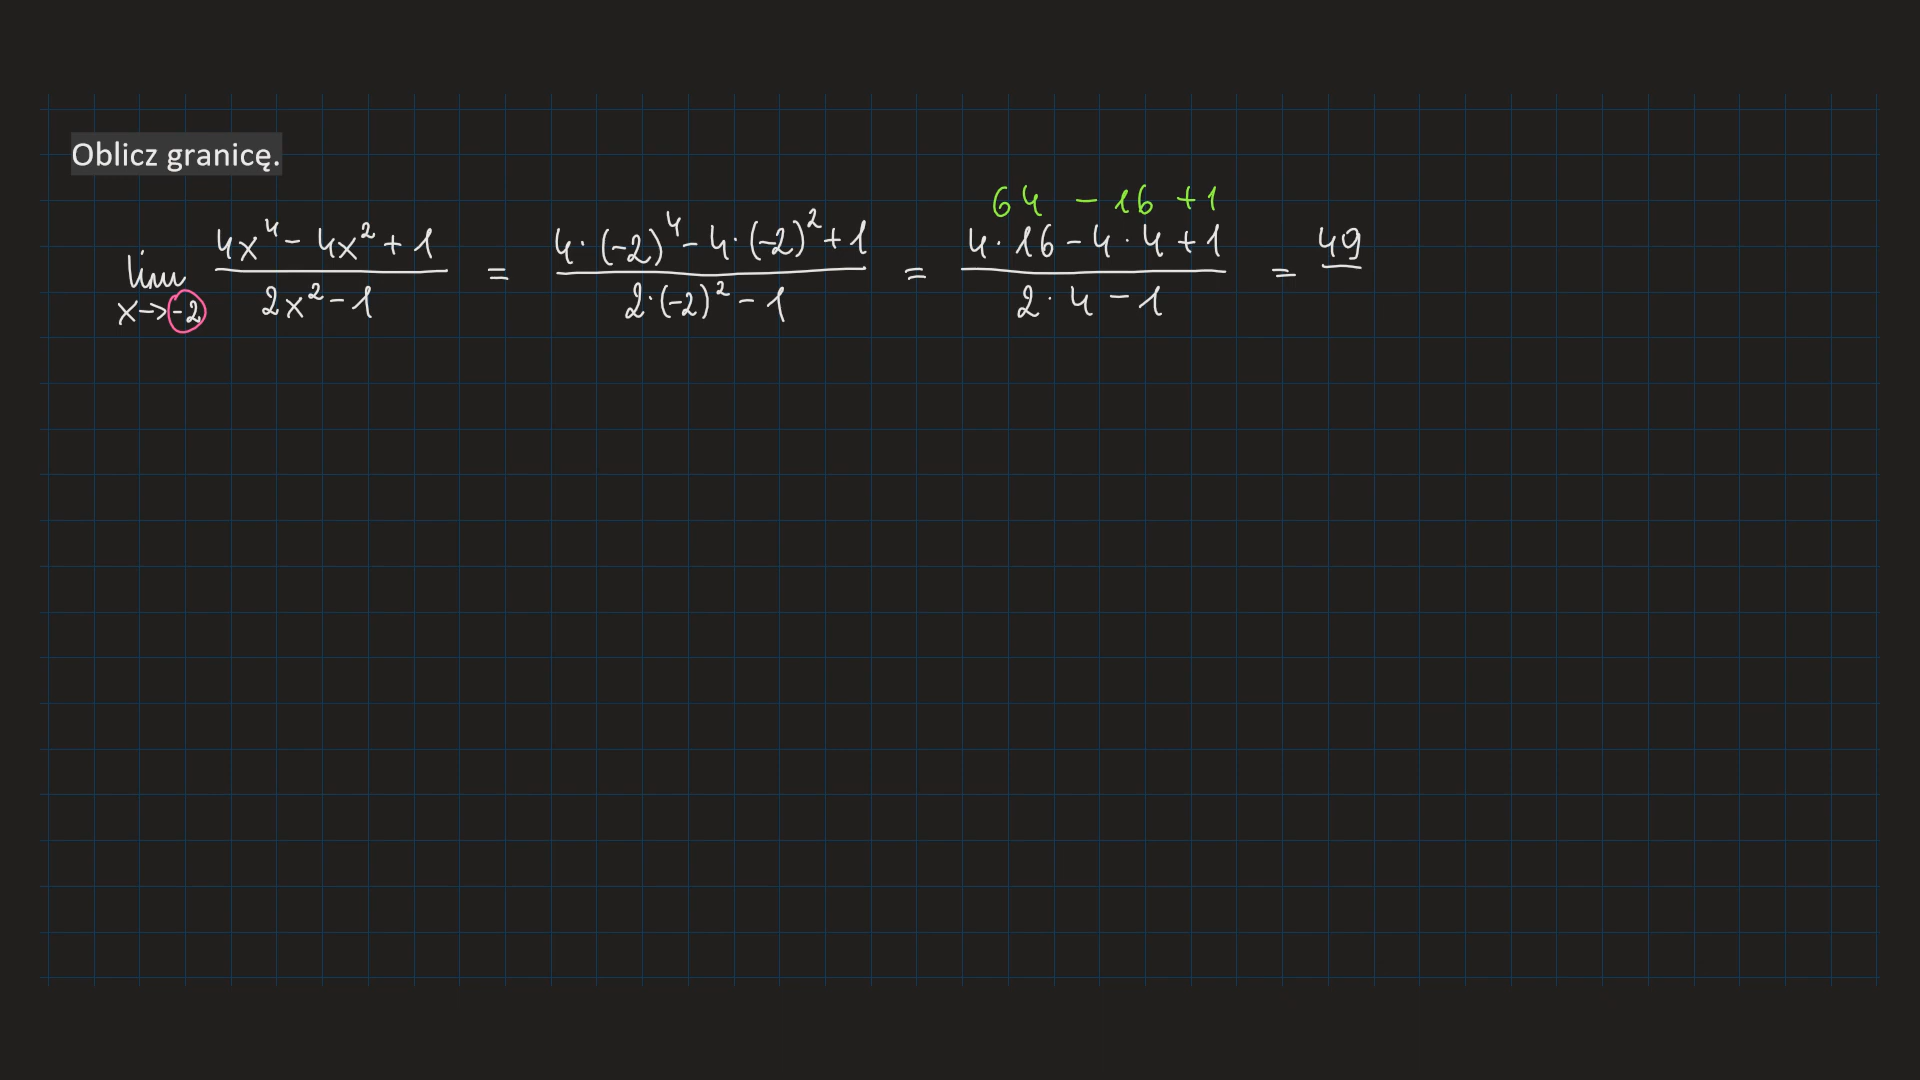 Oblicz granicę.
64 - 16 + 1
lim x→-2 (4x⁴ - 4x² + 1)/(2x² - 1) = (4·(-2)⁴ - 4·(-2)² + 1)/(2·(-2)² - 1) = (4·16 - 4·4 + 1)/(2·4 - 1) = 49/